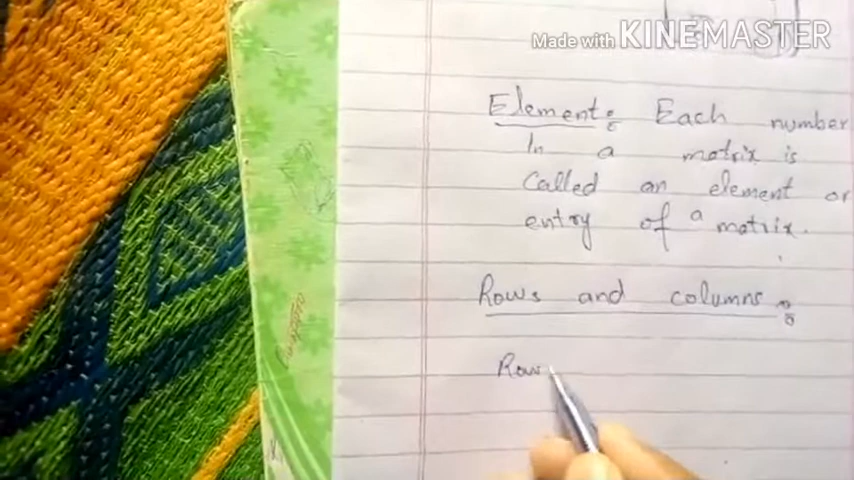 Made with KINEMASTER
Element: Each number
In a matrix is
Called an element or
entry of a matrix.
Rows and columns:
Row